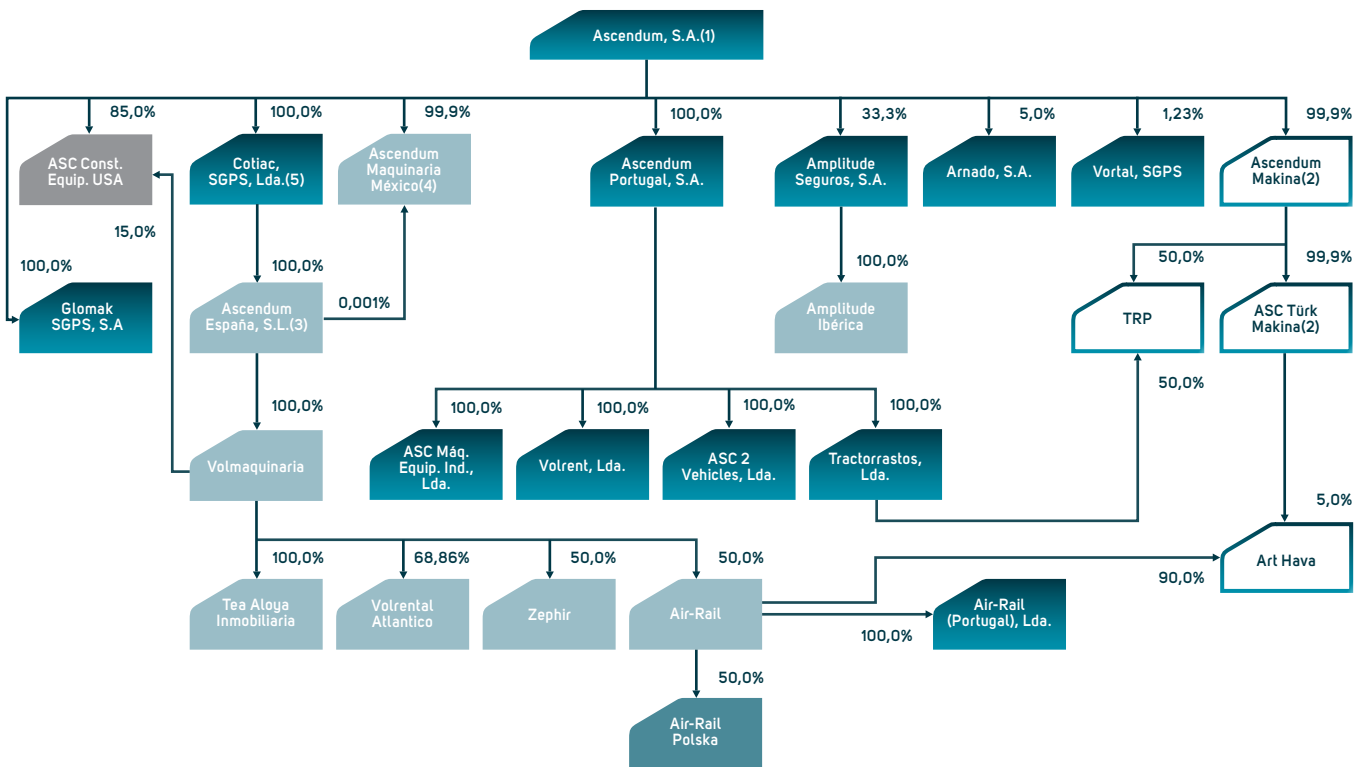 Ascendum, S.A.(1)
85,0%
100,0%
99,9%
100,0%
33,3%
5,0%
1,23%
99,9%
ASC Const.
Equip. USA
Cotiac,
SGPS, Lda.(5)
Ascendum
Maquinaria
México(4)
Ascendum
Portugal, S.A.
Amplitude
Seguros, S.A.
Arnado, S.A.
Vortal, SGPS
Ascendum
Makina(2)
15,0%
100,0%
100,0%
100,0%
50,0%
99,9%
Glomak
SGPS, S.A
Ascendum
España, S.L.(3)
0,001%
Amplitude
Ibérica
TRP
ASC Türk
Makina(2)
50,0%
100,0%
100,0%
100,0%
100,0%
100,0%
Volmaquinaria
ASC Máq.
Equip. Ind.,
Lda.
Volrent, Lda.
ASC 2
Vehicles, Lda.
Tractorrastos,
Lda.
5,0%
100,0%
68,86%
50,0%
50,0%
90,0%
Art Hava
Tea Aloya
Inmobiliaria
Volrental
Atlantico
Zephir
Air-Rail
100,0%
Air-Rail
(Portugal), Lda.
50,0%
Air-Rail
Polska